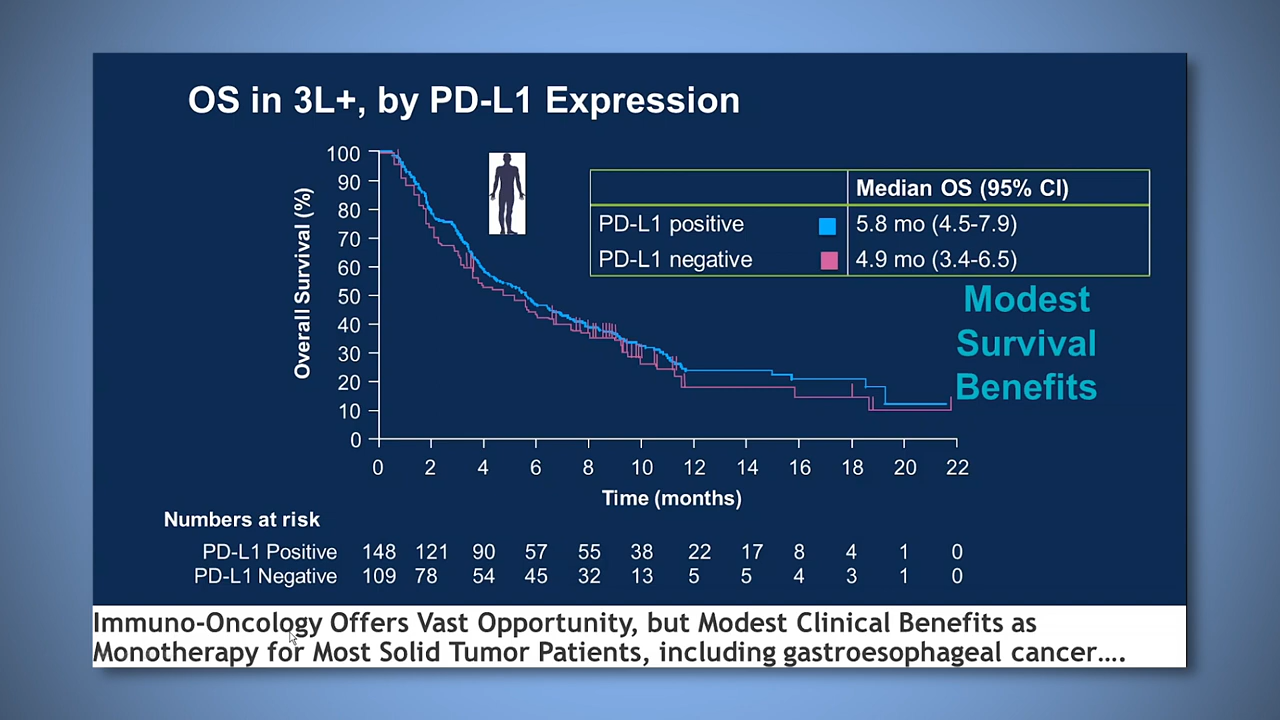 OS in 3L+, by PD-L1 Expression
Median OS (95% CI)
PD-L1 positive 5.8 mo (4.5-7.9)
PD-L1 negative 4.9 mo (3.4-6.5)
Modest
Survival
Benefits
Overall Survival (%)
100
90
80
70
60
50
40
30
20
10
0
0 2 4 6 8 10 12 14 16 18 20 22
Time (months)
Numbers at risk
PD-L1 Positive 148 121 90 57 55 38 22 17 8 4 1 0
PD-L1 Negative 109 78 54 45 32 13 5 5 4 3 1 0
Immuno-Oncology Offers Vast Opportunity, but Modest Clinical Benefits as
Monotherapy for Most Solid Tumor Patients, including gastroesophageal cancer....